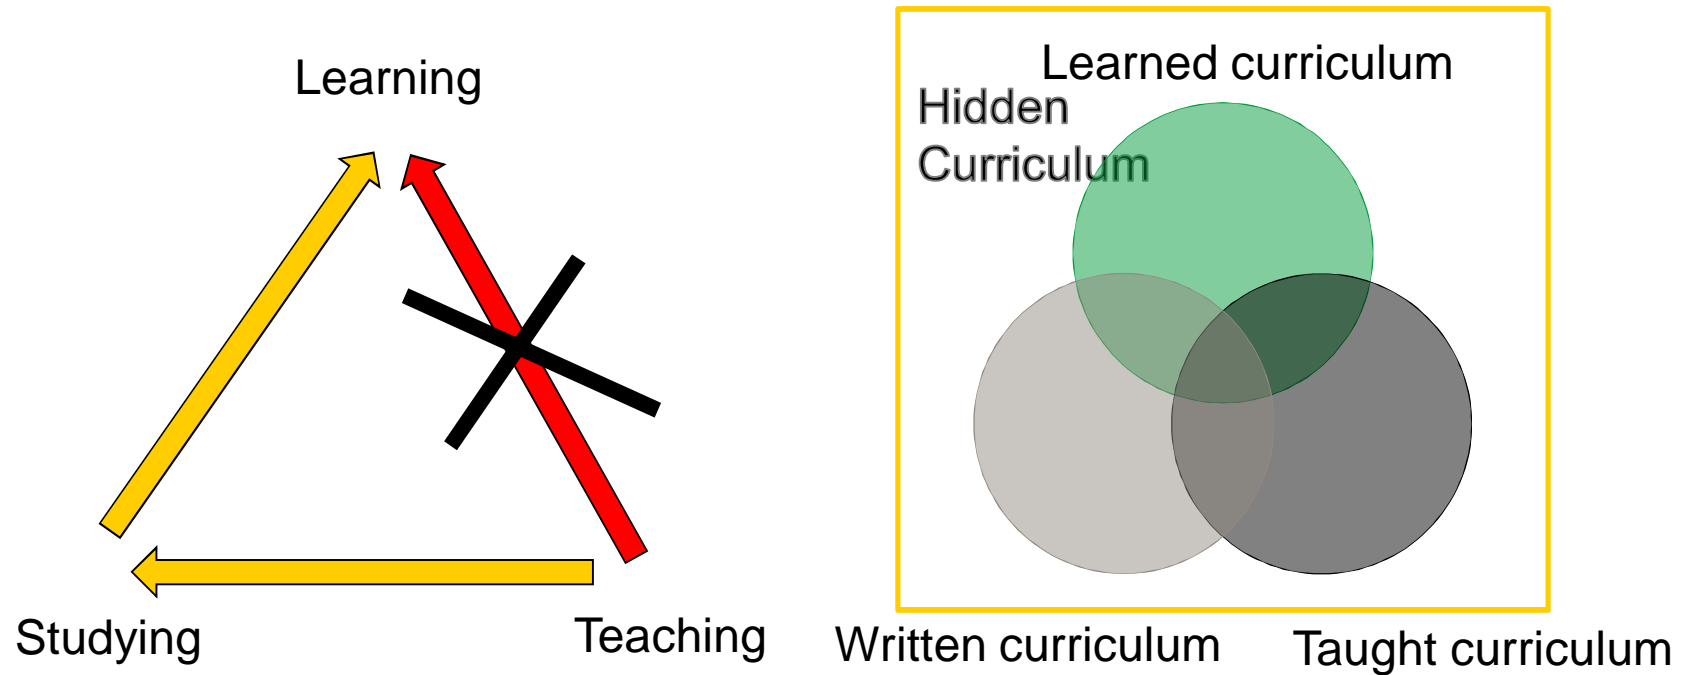 Learning
Studying
Teaching
Learned curriculum
Hidden
Curriculum
Written curriculum
Taught curriculum